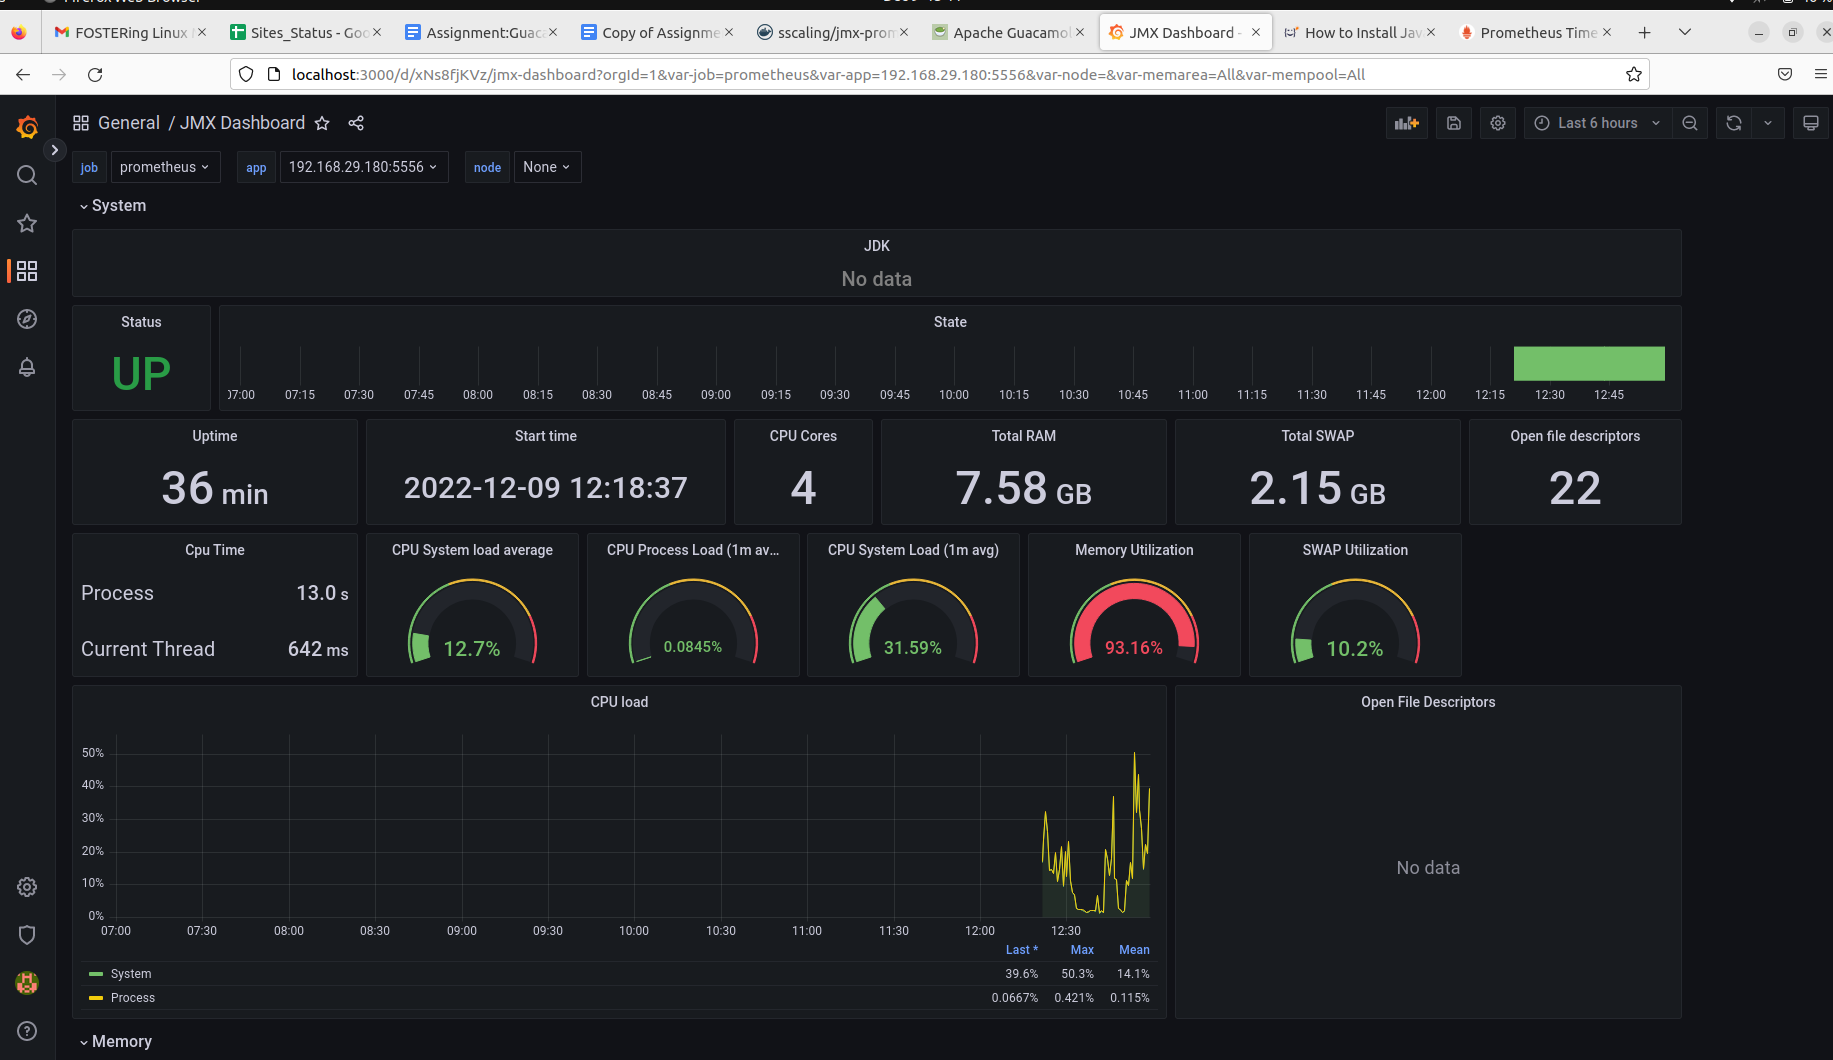 FOSTERing Linux
Sites_Status - Goo
Assignment:Guac
Copy of Assignme
sscaling/jmx-prom
Apache Guacamol
JMX Dashboard -
How to Install Jav
Prometheus Time
localhost:3000/d/xNs8fjKVz/jmx-dashboard?orgId=1&var-job=prometheus&var-app=192.168.29.180:5556&var-node=&var-memarea=All&var-mempool=All
General / JMX Dashboard
Last 6 hours
job prometheus app 192.168.29.180:5556 node None
System
JDK
No data
Status
UP
State
07:00 07:15 07:30 07:45 08:00 08:15 08:30 08:45 09:00 09:15 09:30 09:45 10:00 10:15 10:30 10:45 11:00 11:15 11:30 11:45 12:00 12:15 12:30 12:45
Uptime
36 min
Start time
2022-12-09 12:18:37
CPU Cores
4
Total RAM
7.58 GB
Total SWAP
2.15 GB
Open file descriptors
22
Cpu Time
Process 13.0 s
Current Thread 642 ms
CPU System load average
12.7%
CPU Process Load (1m av...
0.0845%
CPU System Load (1m avg)
31.59%
Memory Utilization
93.16%
SWAP Utilization
10.2%
CPU load
50%
40%
30%
20%
10%
0%
07:00 07:30 08:00 08:30 09:00 09:30 10:00 10:30 11:00 11:30 12:00 12:30
Last * Max Mean
System 39.6% 50.3% 14.1%
Process 0.0667% 0.421% 0.115%
Open File Descriptors
No data
Memory